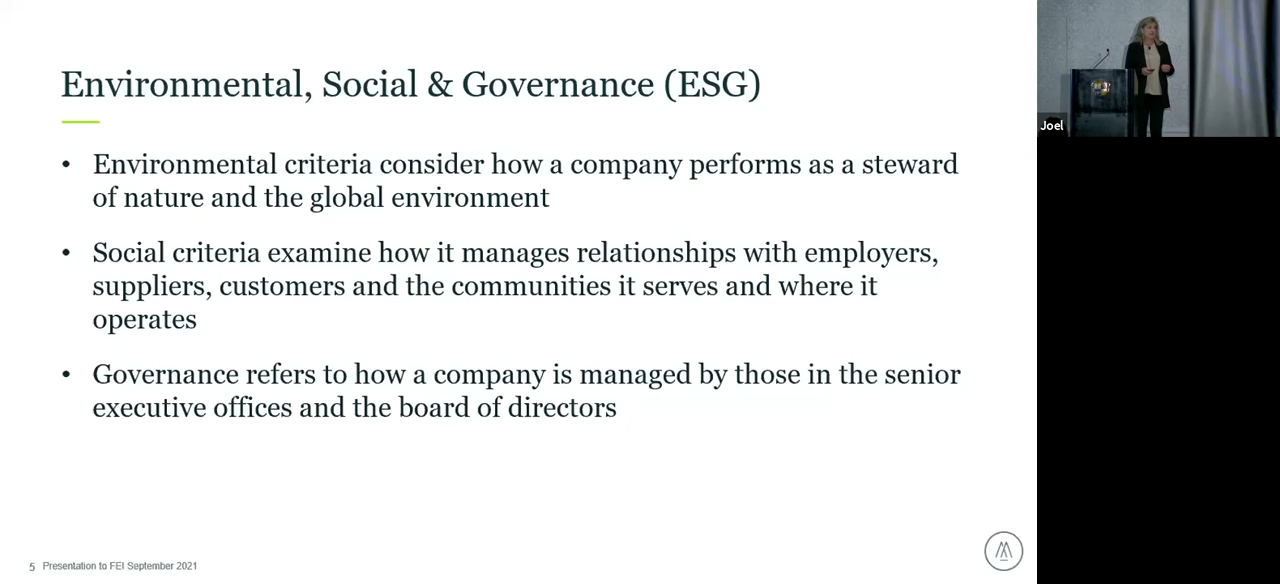 Environmental, Social & Governance (ESG)
• Environmental criteria consider how a company performs as a steward
of nature and the global environment
• Social criteria examine how it manages relationships with employers,
suppliers, customers and the communities it serves and where it
operates
• Governance refers to how a company is managed by those in the senior
executive offices and the board of directors
5 Presentation to FEI September 2021
Joel